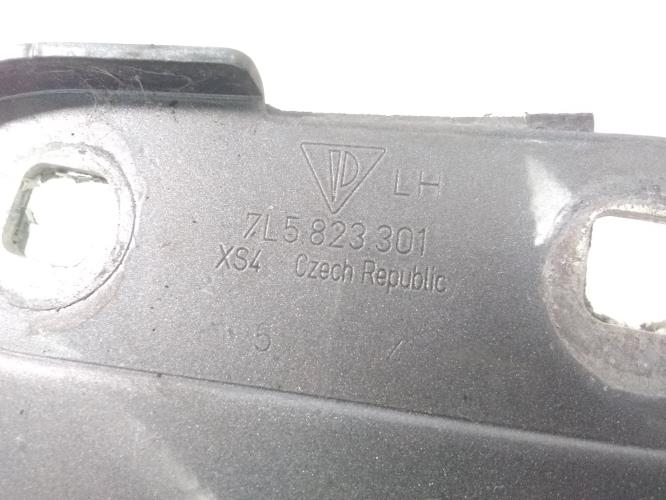 LH
7L5.823.301
XS4 Czech Republic
5 /